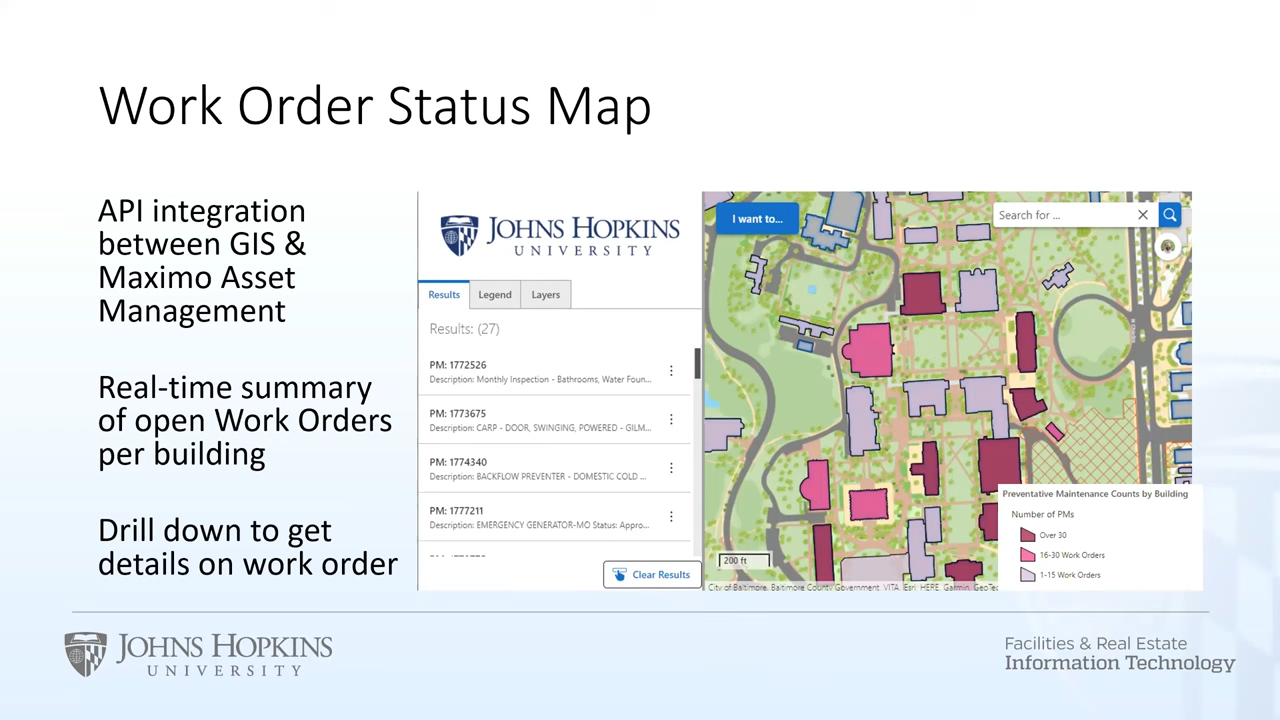 Work Order Status Map
API integration
between GIS &
Maximo Asset
Management
Real-time summary
of open Work Orders
per building
Drill down to get
details on work order
JOHNS HOPKINS
UNIVERSITY
Results
Legend
Layers
Results: (27)
PM: 1772526
Description: Monthly Inspection - Bathrooms, Water Foun...
PM: 1773675
Description: CARP - DOOR, SWINGING, POWERED - GILM...
PM: 1774340
Description: BACKFLOW PREVENTER - DOMESTIC COLD ...
PM: 1777211
Description: EMERGENCY GENERATOR-MO Status: Appro...
Clear Results
I want to...
Search for ...
200 ft
City of Baltimore, Baltimore County Government, VITA, Esri, HERE, Garmin, GeoTec
Preventative Maintenance Counts by Building
Number of PMs
Over 30
16-30 Work Orders
1-15 Work Orders
JOHNS HOPKINS
UNIVERSITY
Facilities & Real Estate
Information Technology